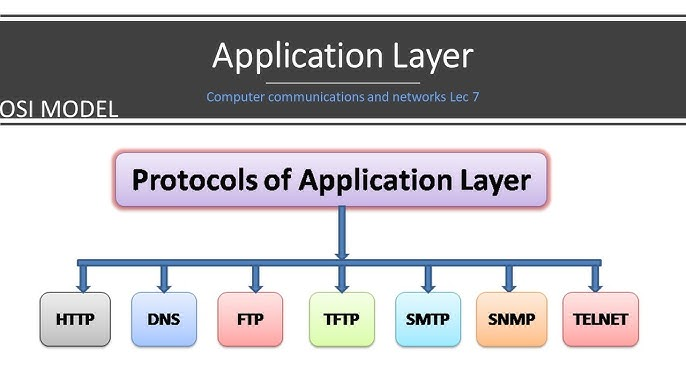 Application Layer
Computer communications and networks Lec 7
OSI MODEL
Protocols of Application Layer
HTTP DNS FTP TFTP SMTP SNMP TELNET